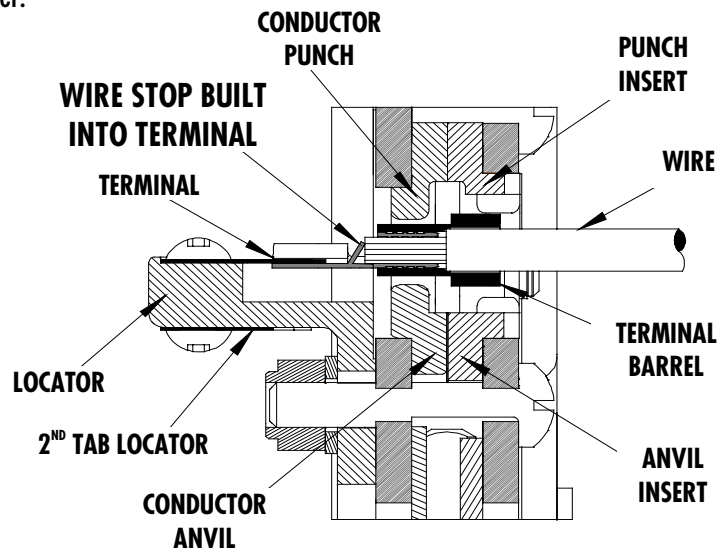 CONDUCTOR
PUNCH
PUNCH
INSERT
WIRE STOP BUILT
INTO TERMINAL
TERMINAL
WIRE
LOCATOR
2ND TAB LOCATOR
TERMINAL
BARREL
CONDUCTOR
ANVIL
ANVIL
INSERT